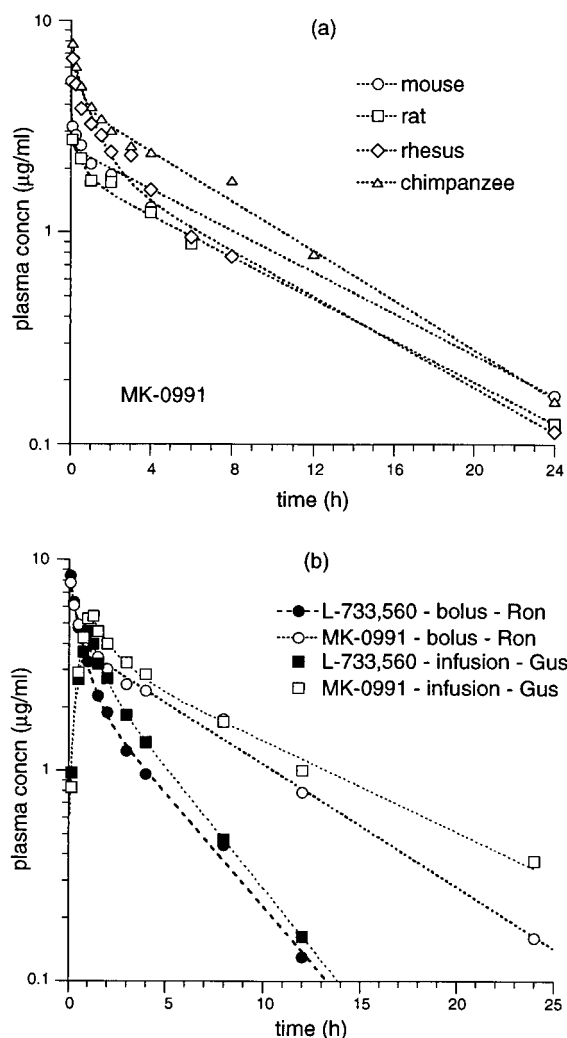 (a)
10
1
0.1
plasma concn (µg/ml)
mouse
rat
rhesus
chimpanzee
MK-0991
0 4 8 12 16 20 24
time (h)
(b)
10
1
0.1
plasma concn (µg/ml)
L-733,560 - bolus - Ron
MK-0991 - bolus - Ron
L-733,560 - infusion - Gus
MK-0991 - infusion - Gus
0 5 10 15 20 25
time (h)